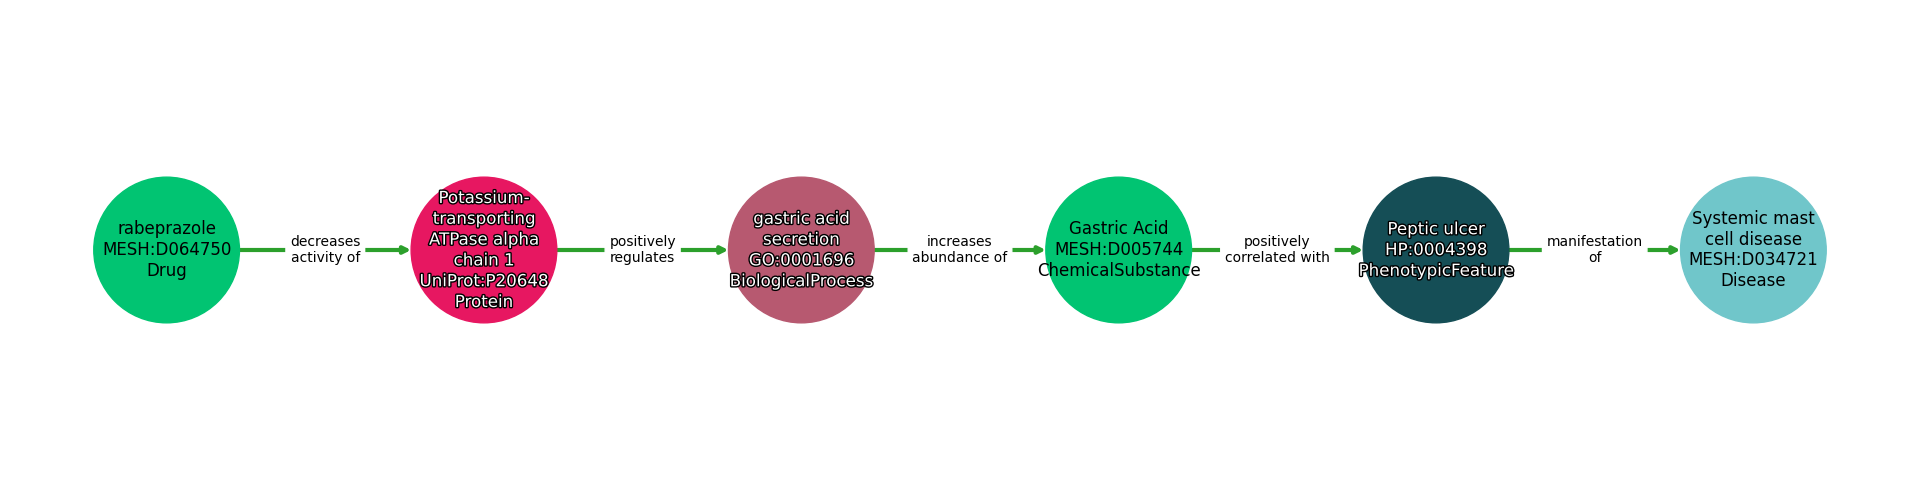 rabeprazole
MESH:D064750
Drug
decreases
activity of
Potassium-
transporting
ATPase alpha
chain 1
UniProt:P20648
Protein
positively
regulates
gastric acid
secretion
GO:0001696
BiologicalProcess
increases
abundance of
Gastric Acid
MESH:D005744
ChemicalSubstance
positively
correlated with
Peptic ulcer
HP:0004398
PhenotypicFeature
manifestation
of
Systemic mast
cell disease
MESH:D034721
Disease